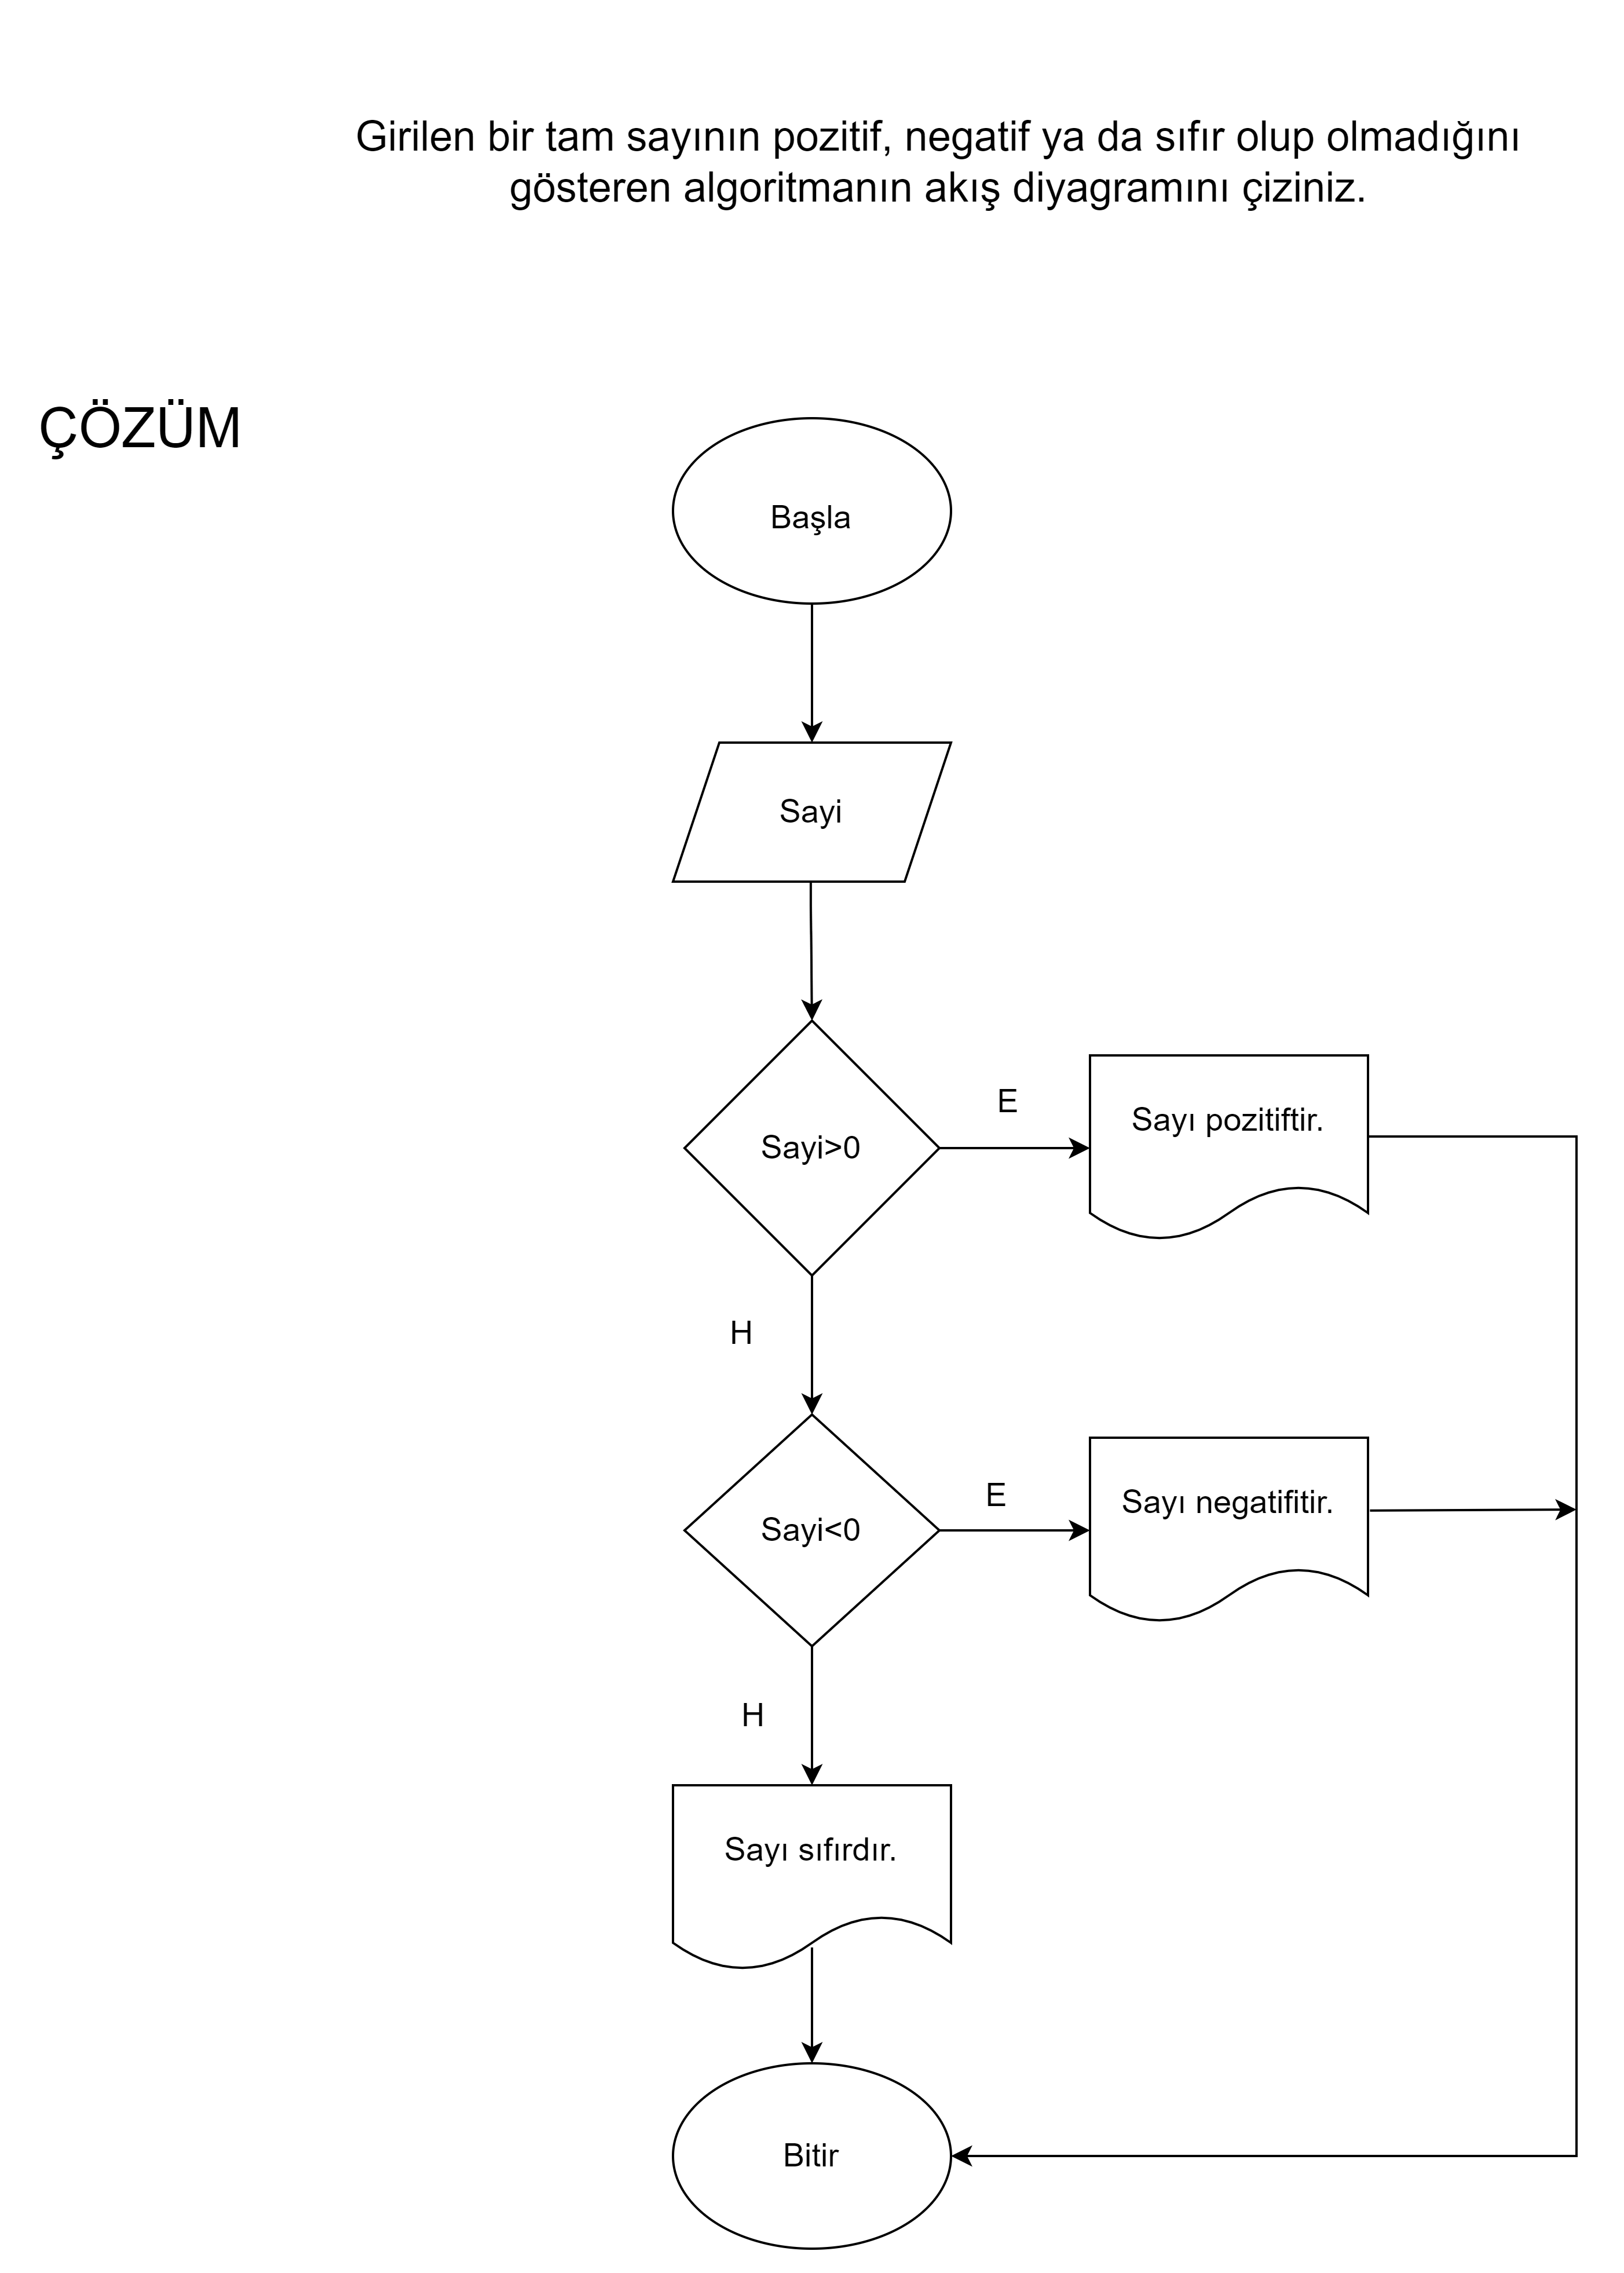 Girilen bir tam sayının pozitif, negatif ya da sıfır olup olmadığını
gösteren algoritmanın akış diyagramını çiziniz.
ÇÖZÜM
Başla
Sayi
Sayi>0
E
Sayı pozitiftir.
H
Sayi<0
E
Sayı negatifitir.
H
Sayı sıfırdır.
Bitir